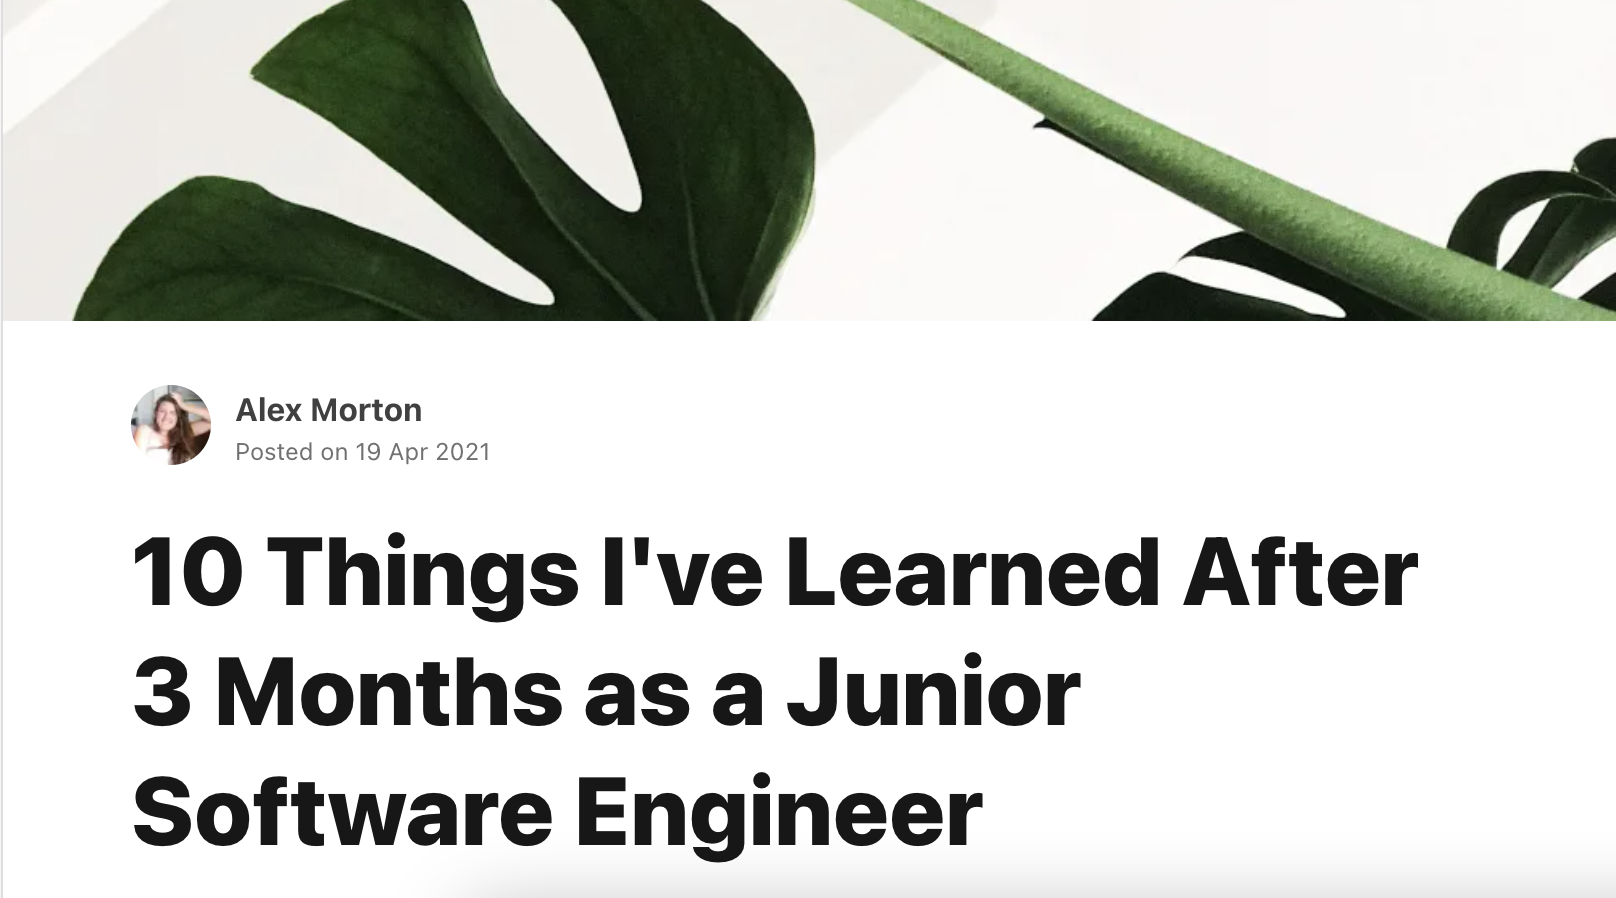 Alex Morton
Posted on 19 Apr 2021
10 Things I've Learned After
3 Months as a Junior
Software Engineer